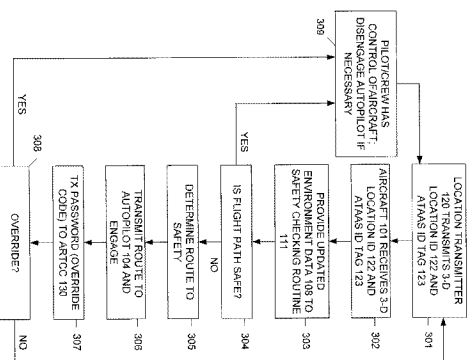 LOCATION TRANSMITTER
120 TRANSMITS 3-D
LOCATION ID 122 AND
ATAAS ID TAG 123
301
AIRCRAFT 101 RECEIVES 3-D
LOCATION ID 122 AND
ATAAS ID TAG 123
302
PROVIDE UPDATED
ENVIRONMENT DATA 108 TO
SAFETY CHECKING ROUTINE
111
303
IS FLIGHT PATH SAFE?
304
YES
NO
DETERMINE ROUTE TO
SAFETY
305
TRANSMIT ROUTE TO
AUTOPILOT 104 AND
ENGAGE
306
TX PASSWORD (OVERRIDE
CODE) TO ARTCC 130
307
OVERRIDE?
308
YES
NO
PILOT/CREW HAS
CONTROL OF AIRCRAFT;
DISENGAGE AUTOPILOT IF
NECESSARY
309